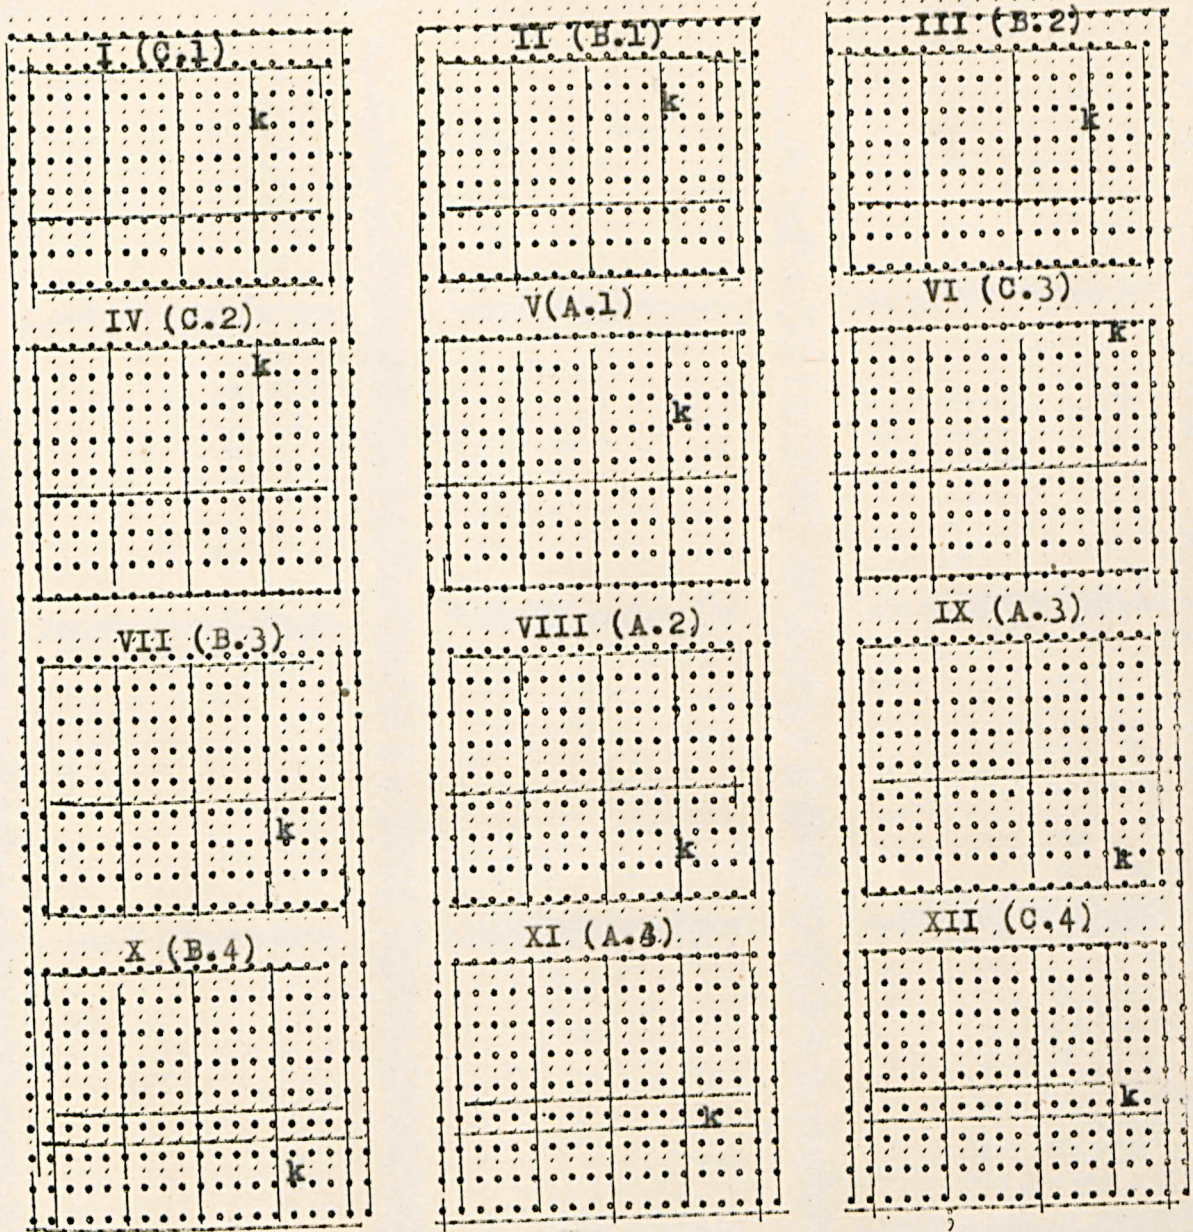 I (C.1) II (B.1) III (B.2)
k k k
IV (C.2) V(A.1) VI (C.3)
k k k
VII (B.3) VIII (A.2) IX (A.3)
k k k
X (B.4) XI (A.4) XII (C.4)
k k k